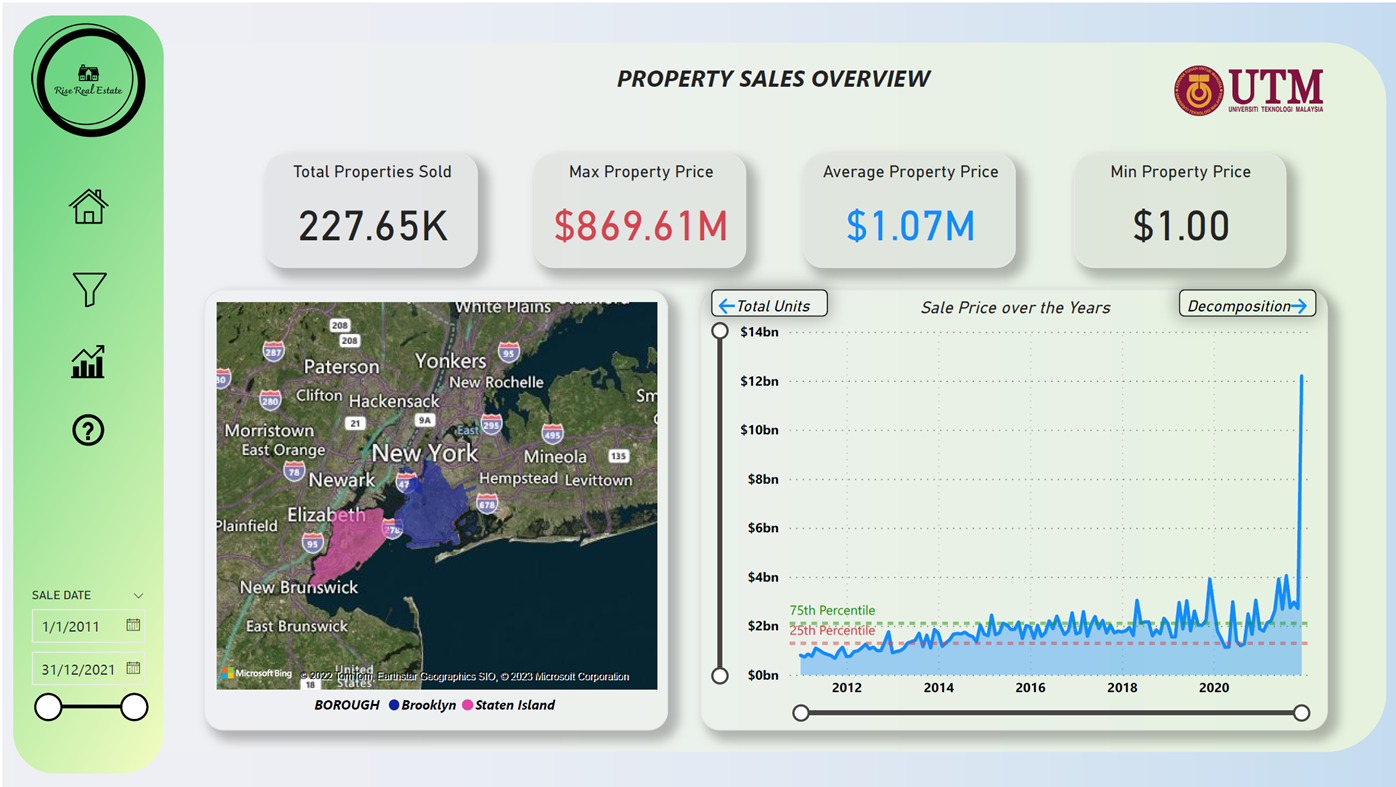 Rise Real Estate
PROPERTY SALES OVERVIEW
UTM
UNIVERSITI TEKNOLOGI MALAYSIA
Total Properties Sold
227.65K
Max Property Price
$869.61M
Average Property Price
$1.07M
Min Property Price
$1.00
SALE DATE
1/1/2011
31/12/2021
White Plains
208
208
287
Paterson
Yonkers
95
New Rochelle
80
280
Clifton
Hackensack
Sm
21
9A
295
Morristown
East
495
East Orange
New York
Mineola
135
78
Newark
47
Hempstead
Levittown
678
Plainfield
Elizabeth
278
95
New Brunswick
East Brunswick
United
States
18
Microsoft Bing
© 2022 TomTom, Earthstar Geographics SIO, © 2023 Microsoft Corporation
BOROUGH Brooklyn Staten Island
Total Units
Sale Price over the Years
Decomposition
$14bn
$12bn
$10bn
$8bn
$6bn
$4bn
75th Percentile
$2bn
25th Percentile
$0bn
2012 2014 2016 2018 2020